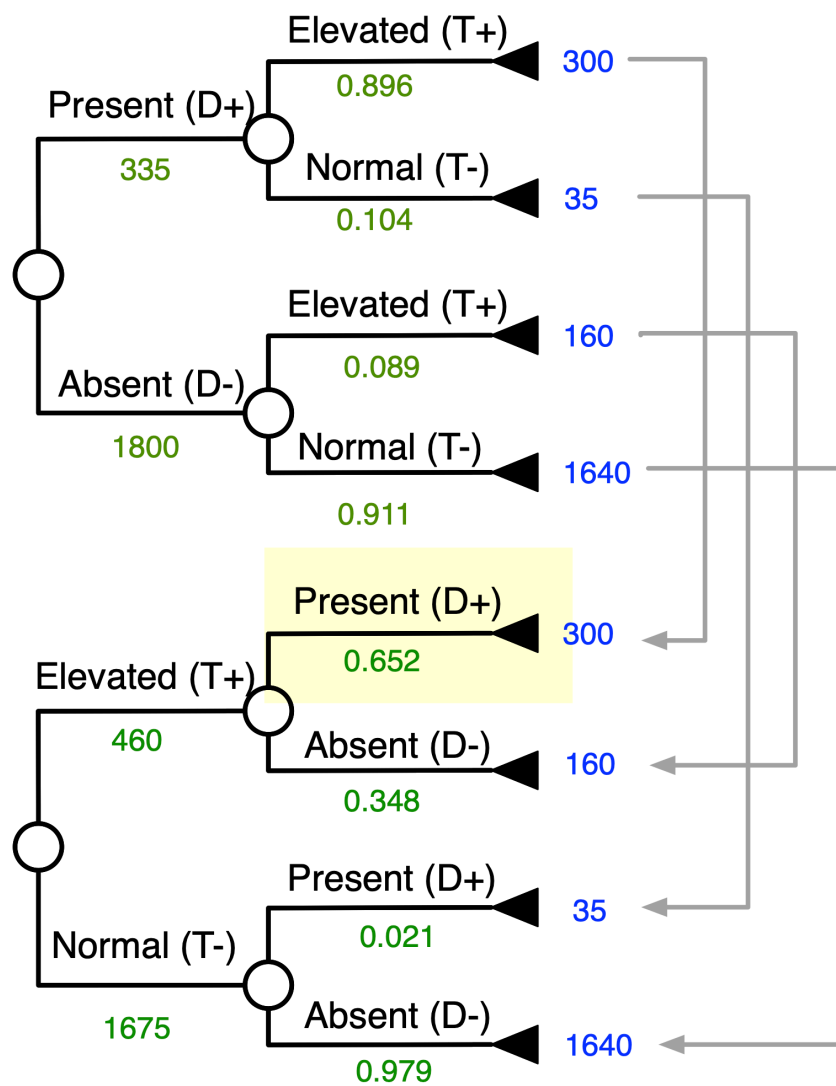 Elevated (T+)
300
0.896
Present (D+)
335
Normal (T-)
35
0.104
Elevated (T+)
160
0.089
Absent (D-)
1800
Normal (T-)
1640
0.911
Present (D+)
300
0.652
Elevated (T+)
460
Absent (D-)
160
0.348
Present (D+)
35
0.021
Normal (T-)
1675
Absent (D-)
1640
0.979